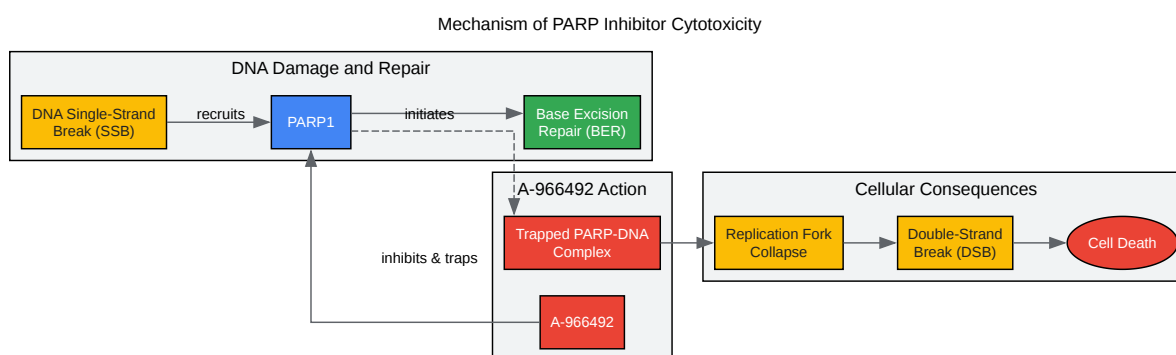 Mechanism of PARP Inhibitor Cytotoxicity
DNA Damage and Repair
DNA Single-Strand
Break (SSB)
recruits
PARP1
initiates
Base Excision
Repair (BER)
A-966492 Action
Trapped PARP-DNA
Complex
inhibits & traps
A-966492
Cellular Consequences
Replication Fork
Collapse
Double-Strand
Break (DSB)
Cell Death